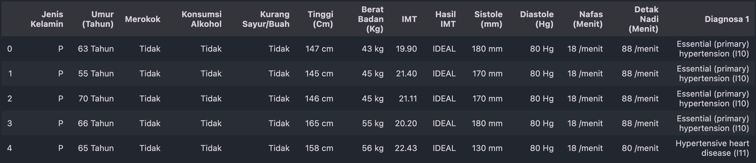 Jenis Kelamin Umur (Tahun) Merokok Konsumsi Alkohol Kurang Sayur/Buah Tinggi (Cm) Berat Badan (Kg) IMT Hasil IMT Sistole (mm) Diastole (Hg) Nafas (Menit) Detak Nadi (Menit) Diagnosa 1
0 P 63 Tahun Tidak Tidak Tidak 147 cm 43 kg 19.90 IDEAL 180 mm 80 Hg 18 /menit 88 /menit Essential (primary) hypertension (I10)
1 P 55 Tahun Tidak Tidak Tidak 145 cm 45 kg 21.40 IDEAL 170 mm 80 Hg 18 /menit 88 /menit Essential (primary) hypertension (I10)
2 P 70 Tahun Tidak Tidak Tidak 146 cm 45 kg 21.11 IDEAL 170 mm 80 Hg 18 /menit 88 /menit Essential (primary) hypertension (I10)
3 P 66 Tahun Tidak Tidak Tidak 165 cm 55 kg 20.20 IDEAL 180 mm 80 Hg 18 /menit 88 /menit Essential (primary) hypertension (I10)
4 P 65 Tahun Tidak Tidak Tidak 158 cm 56 kg 22.43 IDEAL 130 mm 80 Hg 18 /menit 80 /menit Hypertensive heart disease (I11)